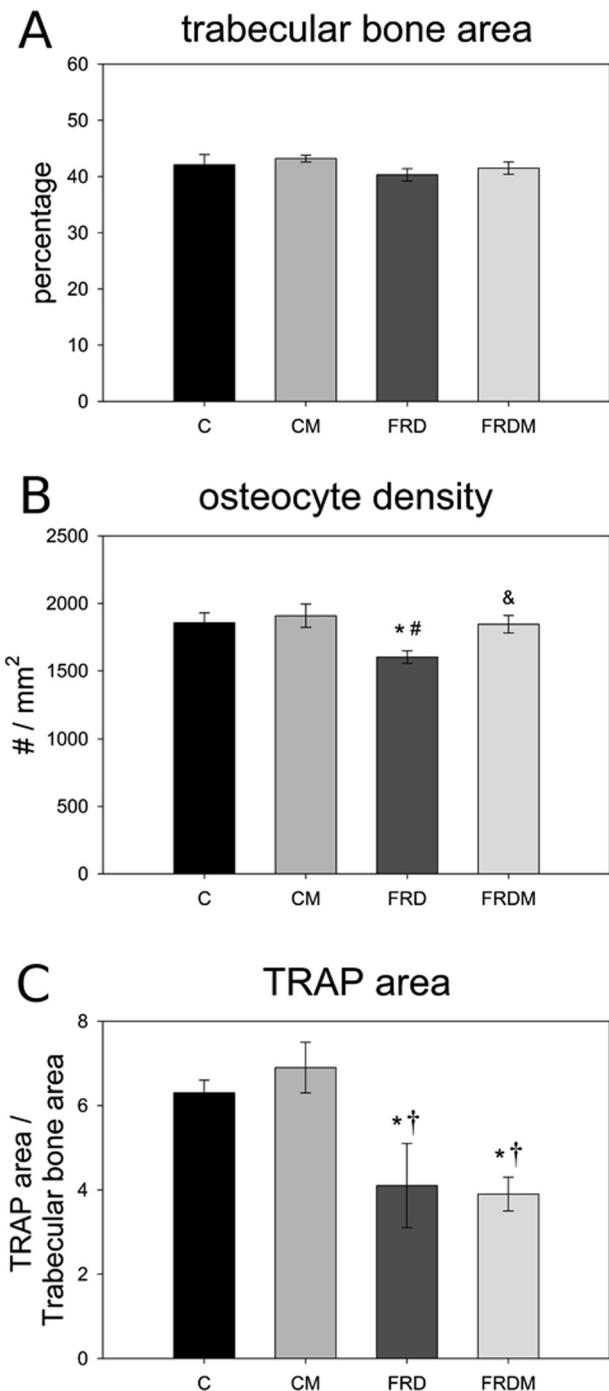 A trabecular bone area
percentage
60
50
40
30
20
10
0
C CM FRD FRDM
B osteocyte density
# / mm²
2500
2000
1500
1000
500
0
* #
&
C CM FRD FRDM
C TRAP area
TRAP area /
Trabecular bone area
8
6
4
2
0
* †
* †
C CM FRD FRDM